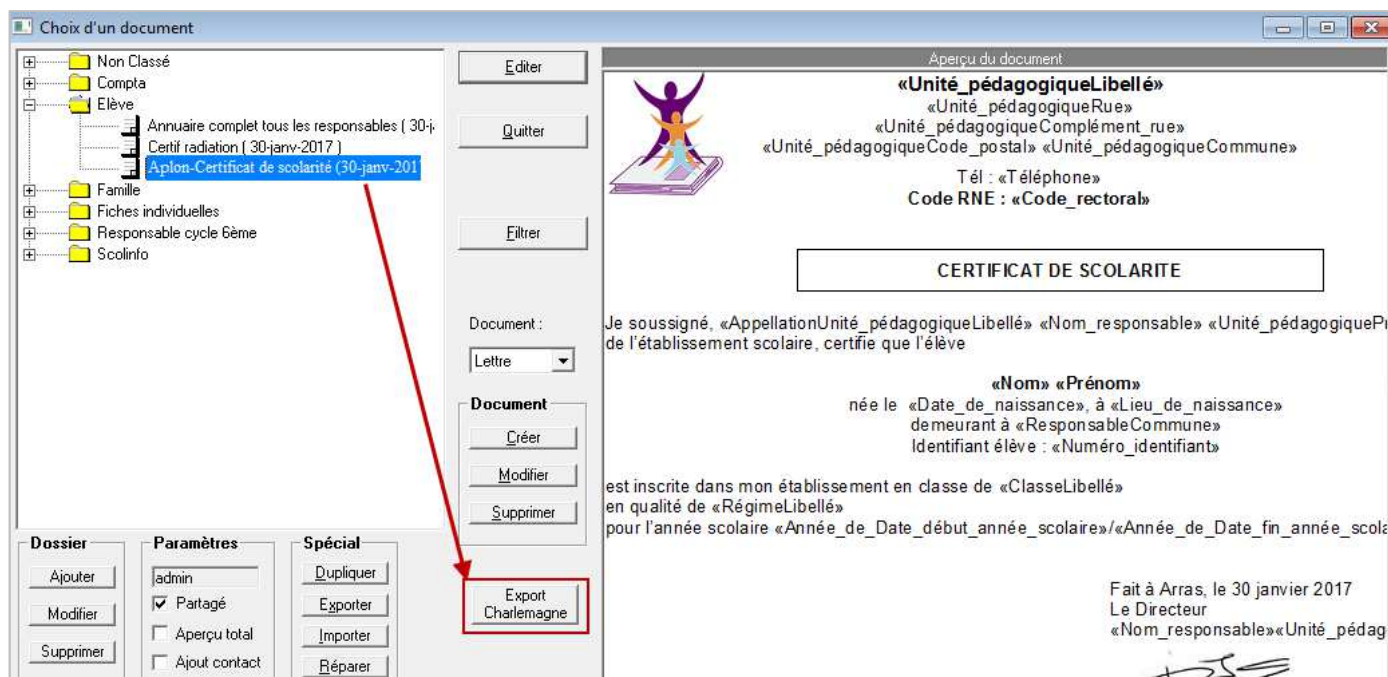 Choix d'un document
Non Classé
Compta
Elève
Annuaire complet tous les responsables ( 30-j
Certif radiation ( 30-janv-2017 )
Aplon-Certificat de scolarité (30-janv-201
Famille
Fiches individuelles
Responsable cycle 6ème
Scolinfo
Editer
Quitter
Filtrer
Document :
Lettre
Document
Créer
Modifier
Supprimer
Export
Charlemagne
Dossier
Ajouter
Modifier
Supprimer
Paramètres
admin
Partagé
Aperçu total
Ajout contact
Spécial
Dupliquer
Exporter
Importer
Réparer
Aperçu du document
«Unité_pédagogiqueLibellé»
«Unité_pédagogiqueRue»
«Unité_pédagogiqueComplément_rue»
«Unité_pédagogiqueCode_postal» «Unité_pédagogiqueCommune»
Tél : «Téléphone»
Code RNE : «Code_rectoral»
CERTIFICAT DE SCOLARITE
Je soussigné, «AppellationUnité_pédagogiqueLibellé» «Nom_responsable» «Unité_pédagogiqueP
de l'établissement scolaire, certifie que l'élève
«Nom» «Prénom»
née le «Date_de_naissance», à «Lieu_de_naissance»
demeurant à «ResponsableCommune»
Identifiant élève : «Numéro_identifiant»
est inscrite dans mon établissement en classe de «ClasseLibellé»
en qualité de «RégimeLibellé»
pour l'année scolaire «Année_de_Date_début_année_scolaire»/«Année_de_Date_fin_année_scola
Fait à Arras, le 30 janvier 2017
Le Directeur
«Nom_responsable»«Unité_pédag